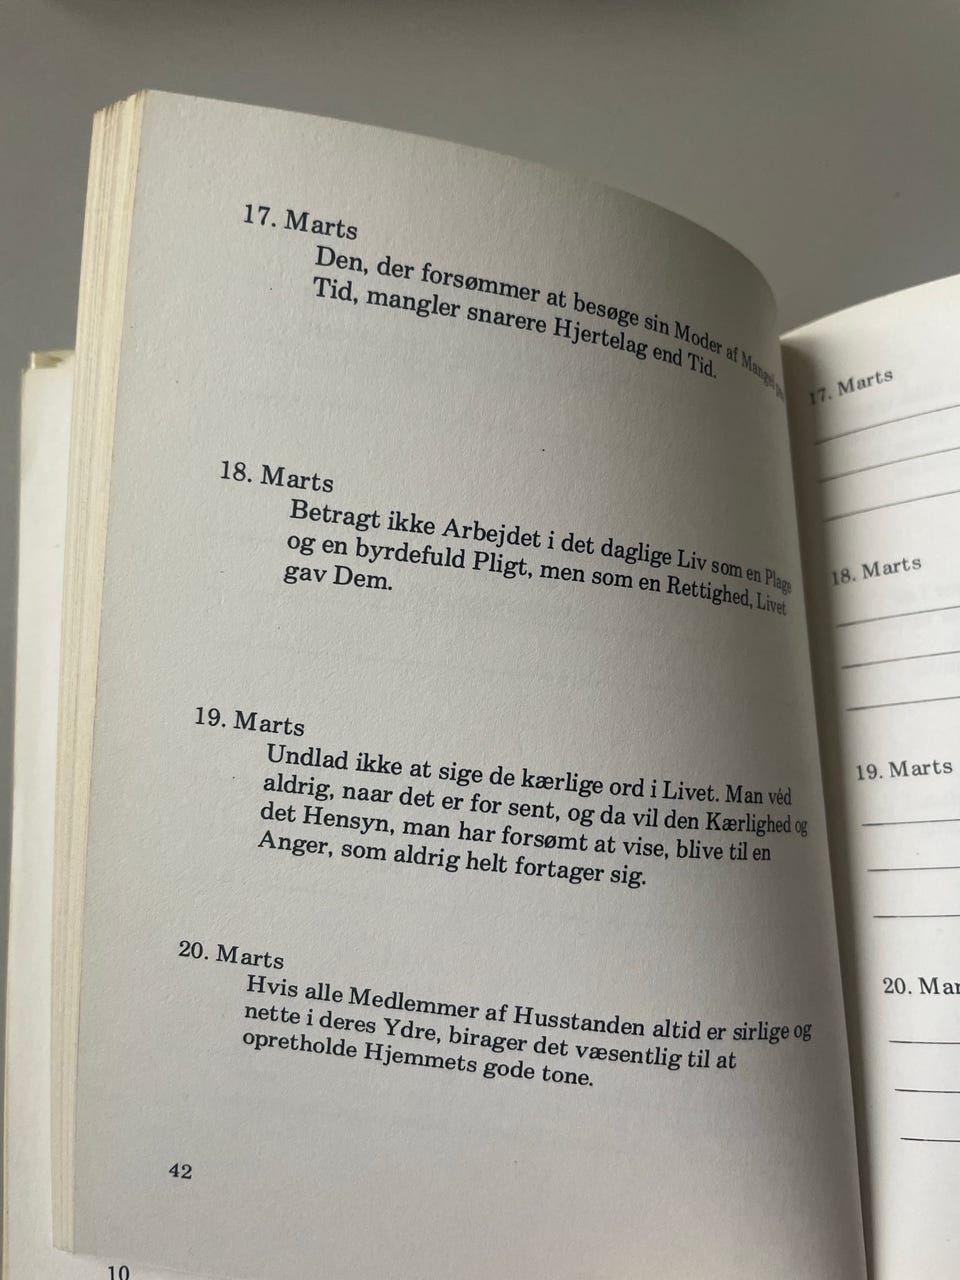 17. Marts
Den, der forsømmer at besøge sin Moder af Mangel paa
Tid, mangler snarere Hjertelag end Tid.
18. Marts
Betragt ikke Arbejdet i det daglige Liv som en Plage
og en byrdefuld Pligt, men som en Rettighed, Livet
gav Dem.
19. Marts
Undlad ikke at sige de kærlige ord i Livet. Man véd
aldrig, naar det er for sent, og da vil den Kærlighed og
det Hensyn, man har forsømt at vise, blive til en
Anger, som aldrig helt fortager sig.
20. Marts
Hvis alle Medlemmer af Husstanden altid er sirlige og
nette i deres Ydre, birager det væsentlig til at
opretholde Hjemmets gode tone.
42
10
17. Marts
18. Marts
19. Marts
20. Mar